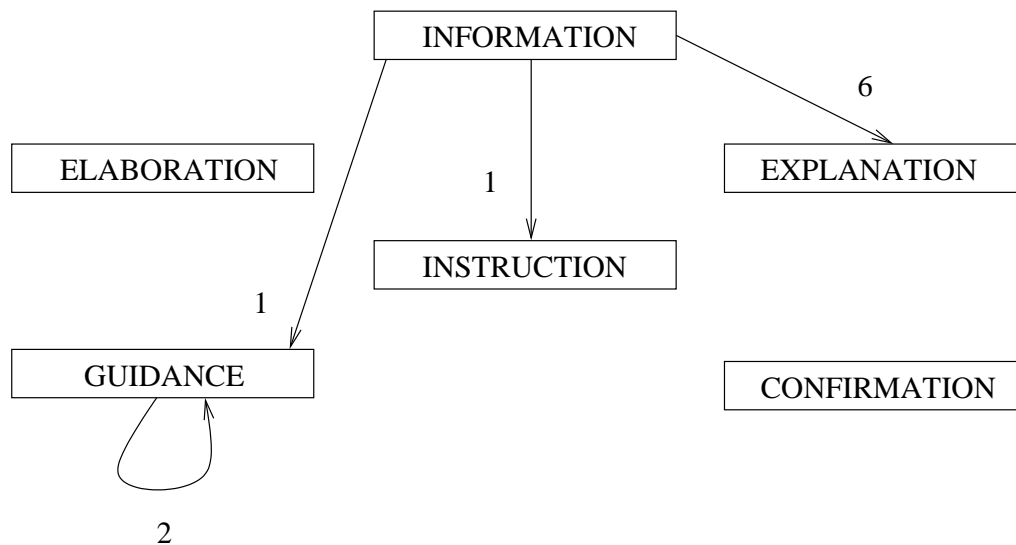 INFORMATION
6
ELABORATION
1
EXPLANATION
INSTRUCTION
1
GUIDANCE
CONFIRMATION
2